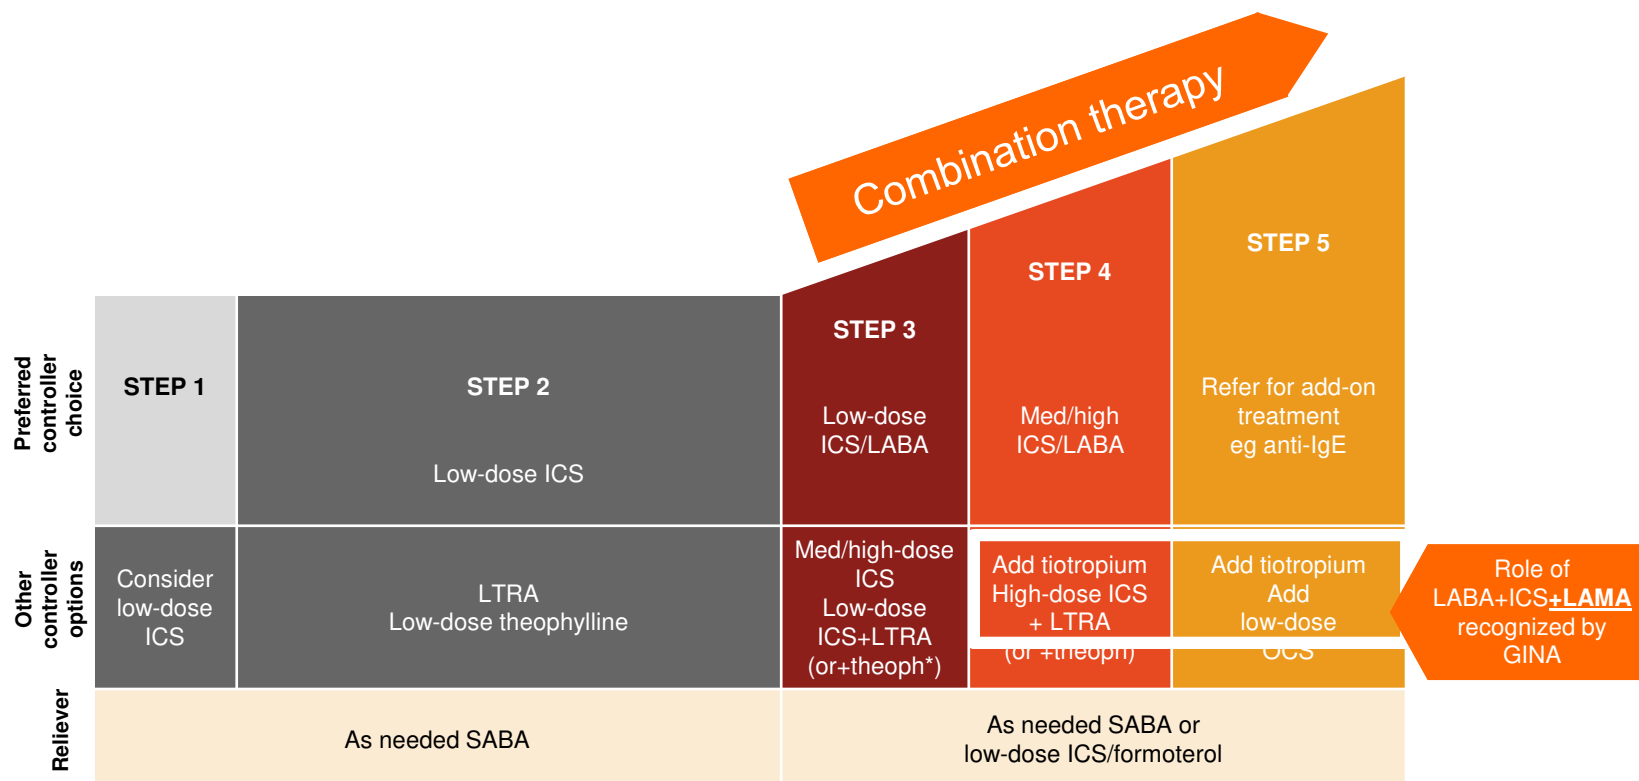 Combination therapy
Preferred
controller
choice
STEP 1
STEP 2
Low-dose ICS
STEP 3
Low-dose
ICS/LABA
STEP 4
Med/high
ICS/LABA
STEP 5
Refer for add-on
treatment
eg anti-IgE
Other
controller
options
Consider
low-dose
ICS
LTRA
Low-dose theophylline
Med/high-dose
ICS
Low-dose
ICS+LTRA
(or+theoph*)
Add tiotropium
High-dose ICS
+ LTRA
(or +theoph)
Add tiotropium
Add
low-dose
OCS
Role of
LABA+ICS+LAMA
recognized by
GINA
Reliever
As needed SABA
As needed SABA or
low-dose ICS/formoterol